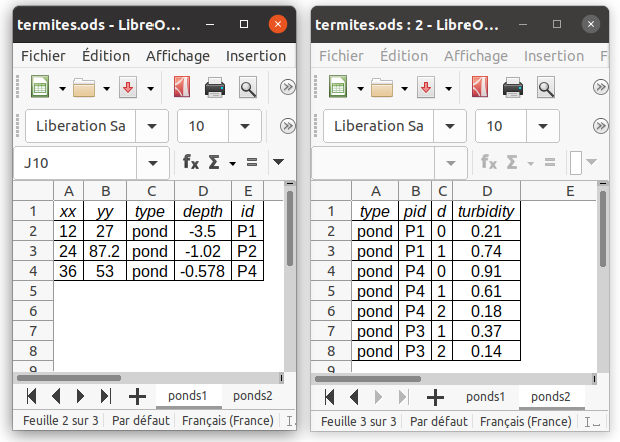 termites.ods - LibreO...
Fichier Édition Affichage Insertion
Liberation Sa 10
J10
A B C D E
1 xx yy type depth id
2 12 27 pond -3.5 P1
3 24 87.2 pond -1.02 P2
4 36 53 pond -0.578 P4
5
6
7
8
9
ponds1 ponds2
Feuille 2 sur 3 Par défaut Français (France)
termites.ods : 2 - LibreO...
Fichier Édition Affichage Insertion
Liberation Sa 10
A B C D E
1 type pid d turbidity
2 pond P1 0 0.21
3 pond P1 1 0.74
4 pond P4 0 0.91
5 pond P4 1 0.61
6 pond P4 2 0.18
7 pond P3 1 0.37
8 pond P3 2 0.14
9
ponds1 ponds2
Feuille 3 sur 3 Par défaut Français (France)